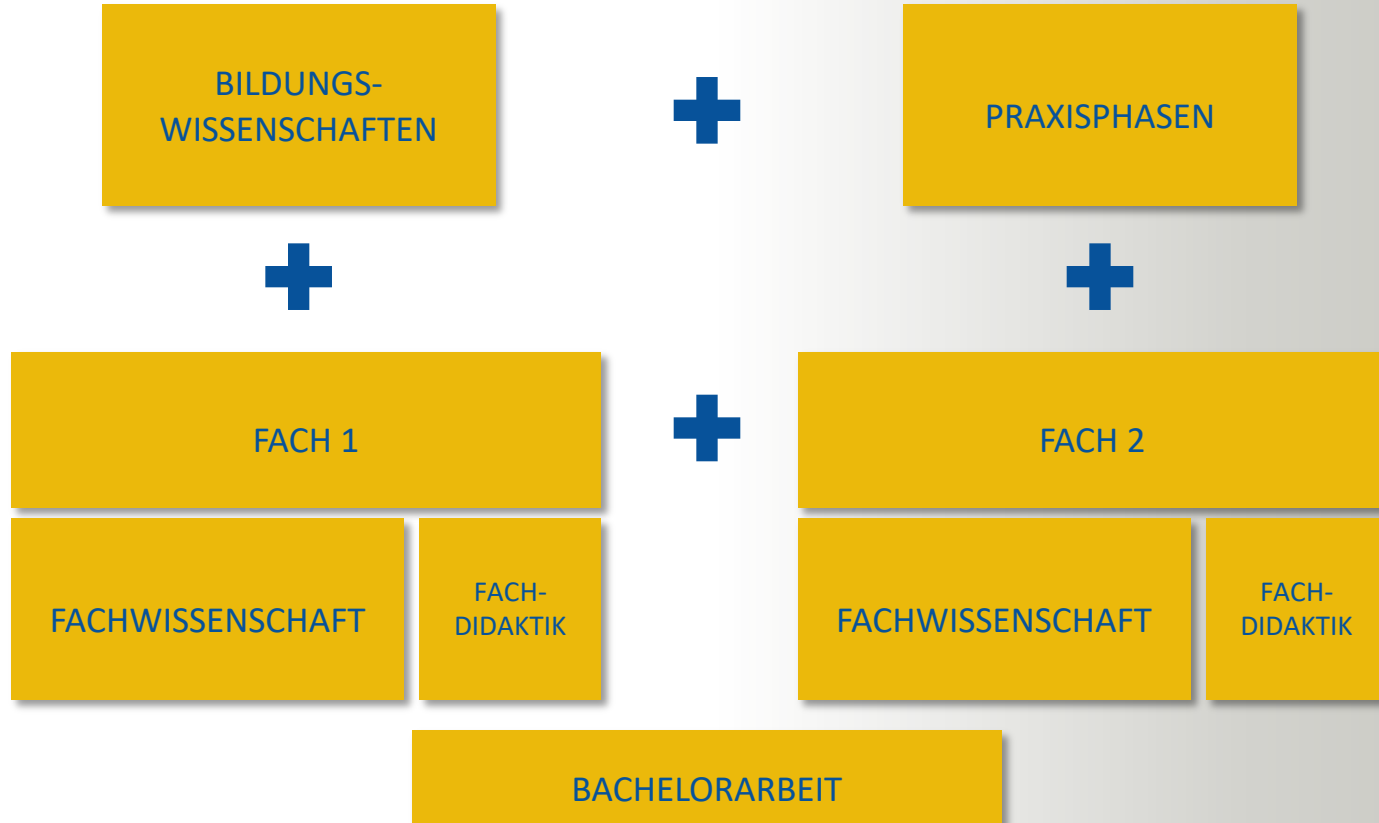 BILDUNGS-
WISSENSCHAFTEN
PRAXISPHASEN
FACH 1
FACH 2
FACHWISSENSCHAFT
FACH-
DIDAKTIK
FACHWISSENSCHAFT
FACH-
DIDAKTIK
BACHELORARBEIT